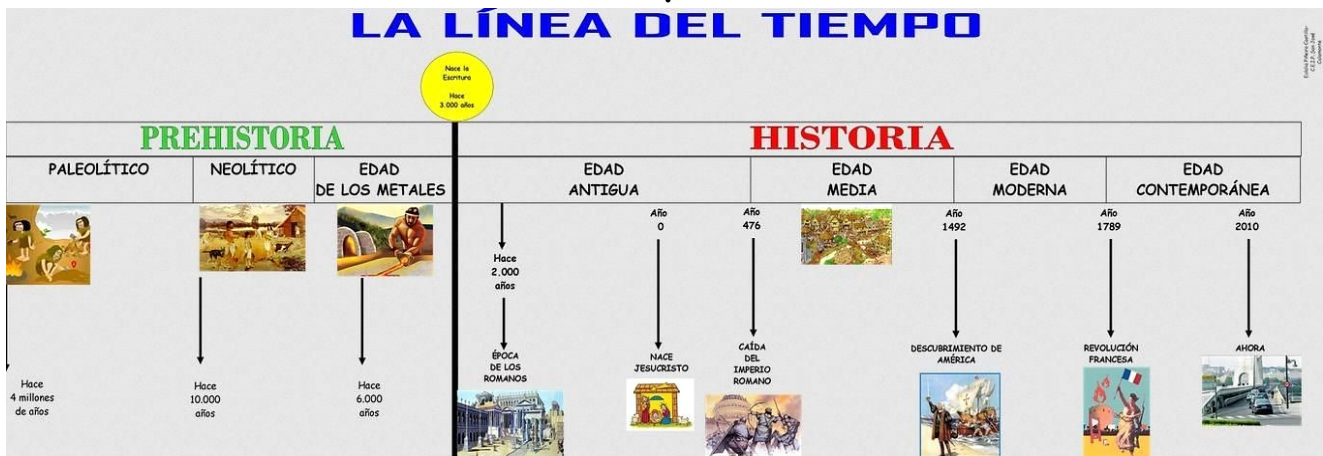 LA LÍNEA DEL TIEMPO
Nace la
Escritura
Hace
3.000 años
PREHISTORIA
HISTORIA
PALEOLÍTICO
NEOLÍTICO
EDAD
DE LOS METALES
EDAD
ANTIGUA
EDAD
MEDIA
EDAD
MODERNA
EDAD
CONTEMPORÁNEA
Hace
4 millones
de años
Hace
10.000
años
Hace
6.000
años
Hace
2.000
años
ÉPOCA
DE LOS
ROMANOS
Año
0
NACE
JESUCRISTO
Año
476
CAÍDA
DEL
IMPERIO
ROMANO
Año
1492
DESCUBRIMIENTO DE
AMÉRICA
Año
1789
REVOLUCIÓN
FRANCESA
Año
2010
AHORA
C.E.I.P. San José